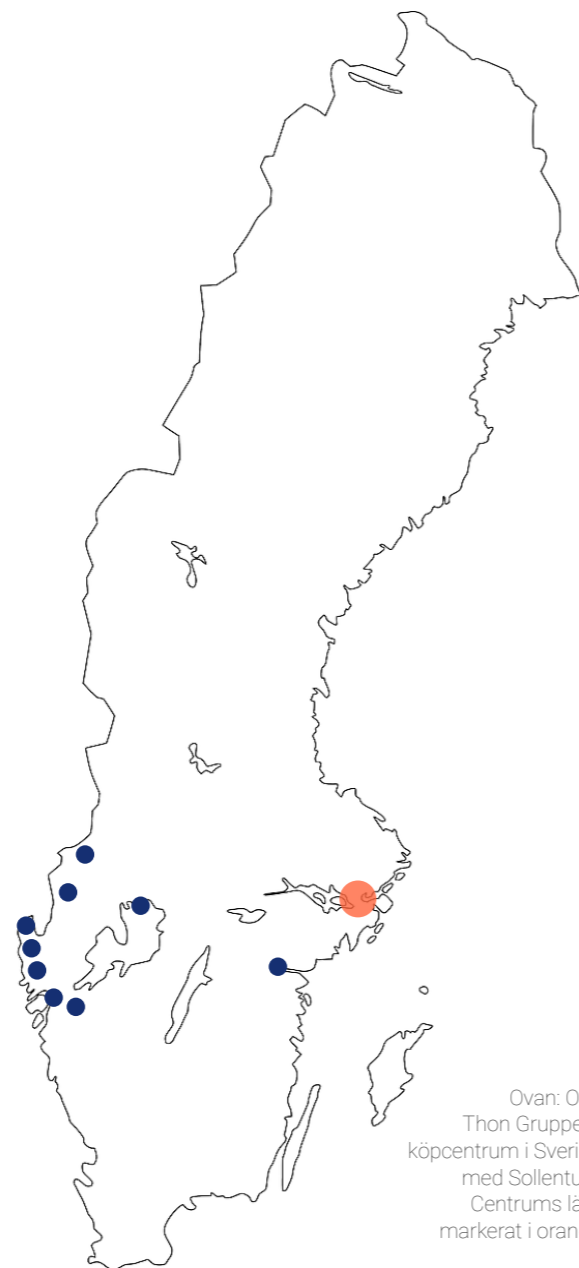 Ovan: O
Thon Gruppe
köpcentrum i Sveri
med Sollentu
Centrums lä
markerat i oran